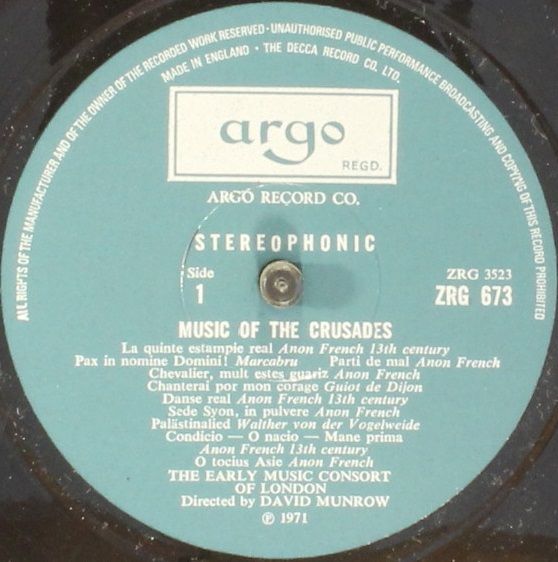 ALL RIGHTS OF THE MANUFACTURER AND OF THE OWNER OF THE RECORDED WORK RESERVED · UNAUTHORISED PUBLIC PERFORMANCE BROADCASTING AND COPYING OF THIS RECORD PROHIBITED
MADE IN ENGLAND · THE DECCA RECORD CO. LTD.
argo
REGD.
ARGO RECORD CO.
STEREOPHONIC
Side
1
ZRG 3523
ZRG 673
MUSIC OF THE CRUSADES
La quinte estampie real Anon French 13th century
Pax in nomine Domini! Marcabru Parti de mal Anon French
Chevalier, mult estes guariz Anon French
Chanterai por mon corage Guiot de Dijon
Danse real Anon French 13th century
Sede Syon, in pulvere Anon French
Palästinalied Walther von der Vogelweide
Condicio — O nacio — Mane prima
Anon French 13th century
O tocius Asie Anon French
THE EARLY MUSIC CONSORT
OF LONDON
Directed by DAVID MUNROW
℗ 1971